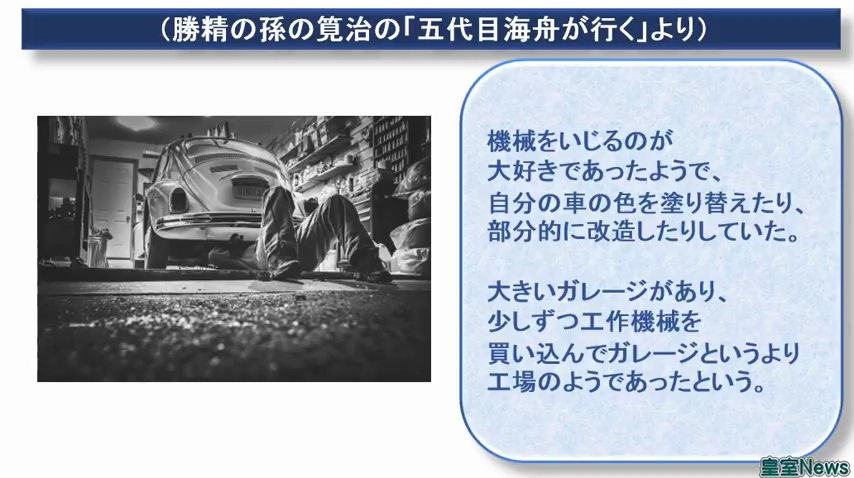 （勝精の孫の筧治の「五代目海舟が行く」より）
機械をいじるのが
大好きであったようで、
自分の車の色を塗り替えたり、
部分的に改造したりしていた。
大きいガレージがあり、
少しずつ工作機械を
買い込んでガレージというより
工場のようであったという。
皇室News